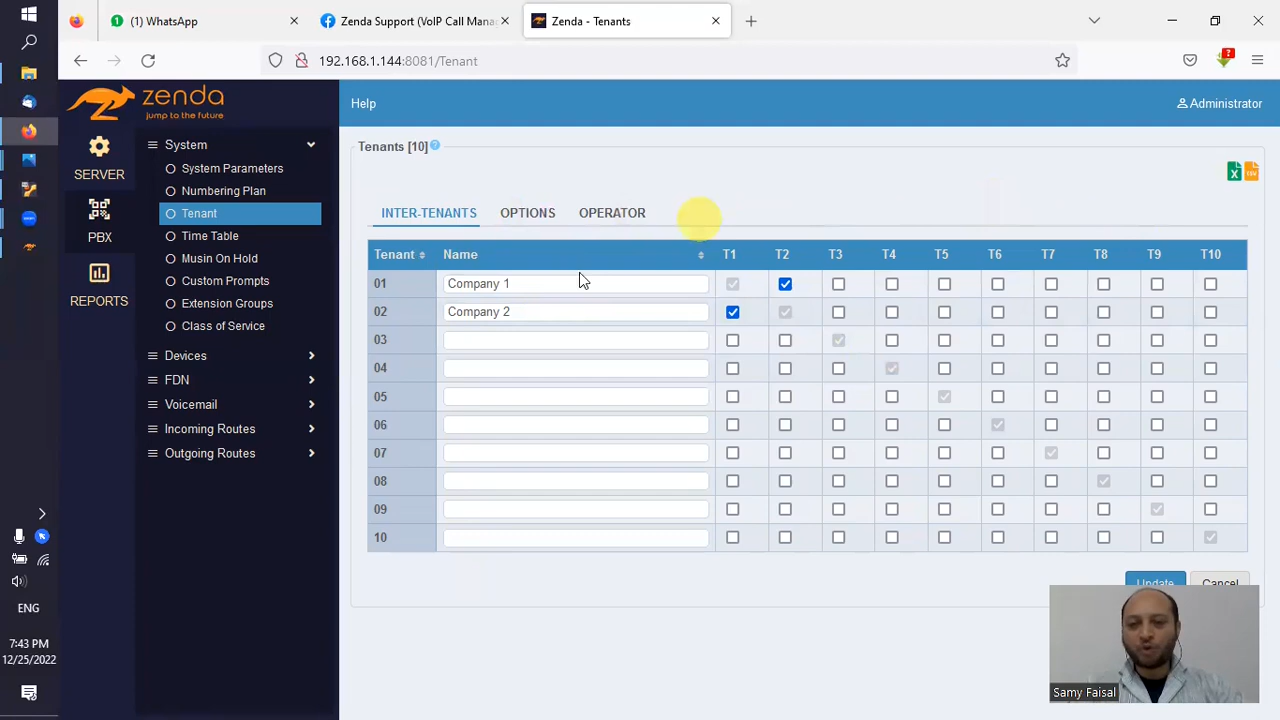 (1) WhatsApp
Zenda Support (VoIP Call Mana
Zenda - Tenants
192.168.1.144:8081/Tenant
zenda
jump to the future
Help
Administrator
SERVER
PBX
REPORTS
System
System Parameters
Numbering Plan
Tenant
Time Table
Musin On Hold
Custom Prompts
Extension Groups
Class of Service
Devices
FDN
Voicemail
Incoming Routes
Outgoing Routes
Tenants [10]
INTER-TENANTS OPTIONS OPERATOR
Tenant Name T1 T2 T3 T4 T5 T6 T7 T8 T9 T10
01 Company 1
02 Company 2
03
04
05
06
07
08
09
10
Update Cancel
Samy Faisal
ENG
7:43 PM
12/25/2022